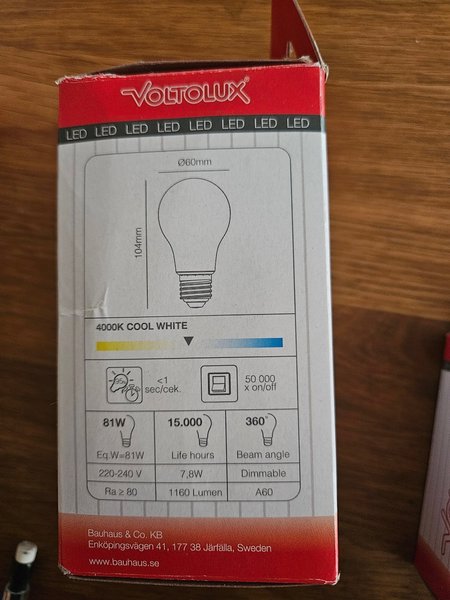 VOLTOLUX®
LED LED LED LED LED LED LED LED
Ø60mm
104mm
4000K COOL WHITE
<1
sec/cek.
50 000
x on/off
81W 15.000 360°
Eq.W=81W Life hours Beam angle
220-240 V 7,8W Dimmable
Ra ≥ 80 1160 Lumen A60
Bauhaus & Co. KB
Enköpingsvägen 41, 177 38 Järfälla, Sweden
www.bauhaus.se